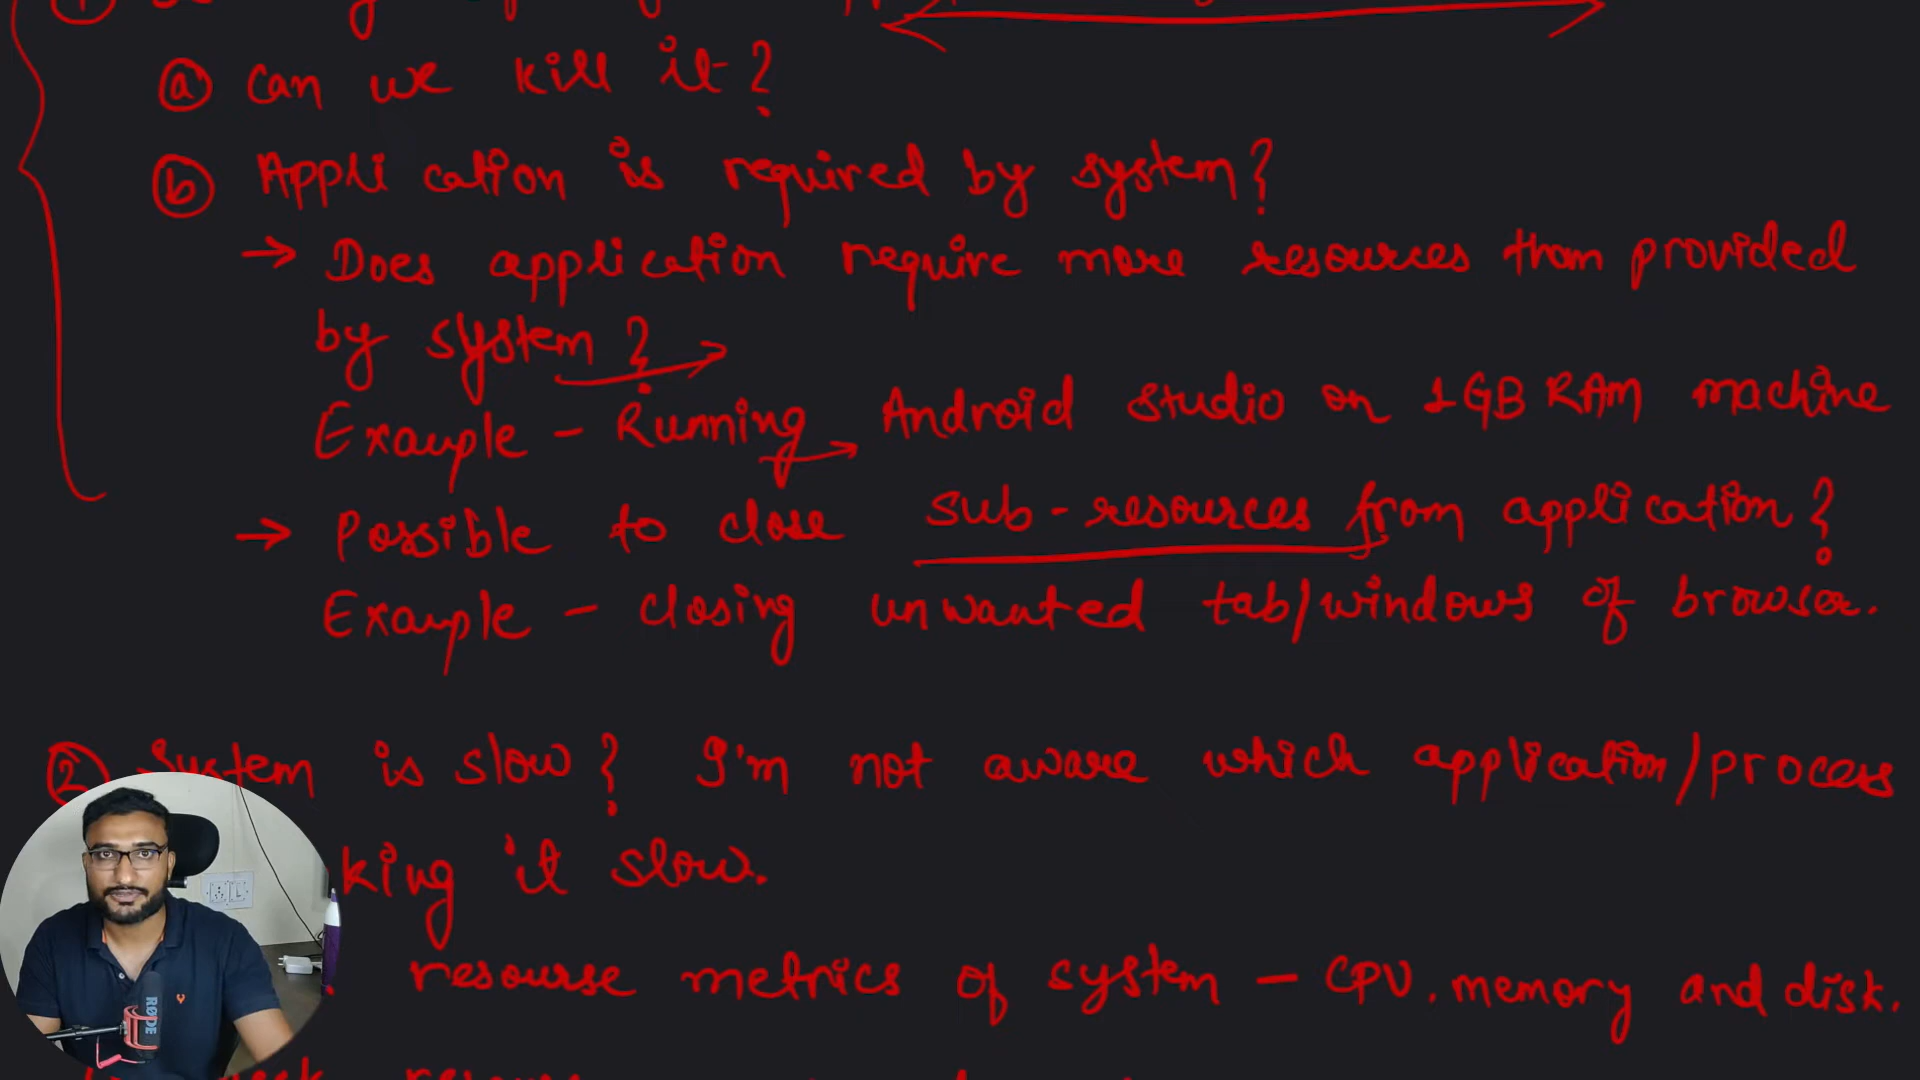 ⓐ Can we kill it?
ⓑ Application is required by system?
→ Does application require more resources than provided
by system?
Example - Running Android studio on 1GB RAM machine
→ Possible to close sub-resources from application?
Example - closing unwanted tab/windows of browser.
② System is slow? I'm not aware which application/process
king it slow.
resourse metrics of system - CPU, memory and disk.
RØDE